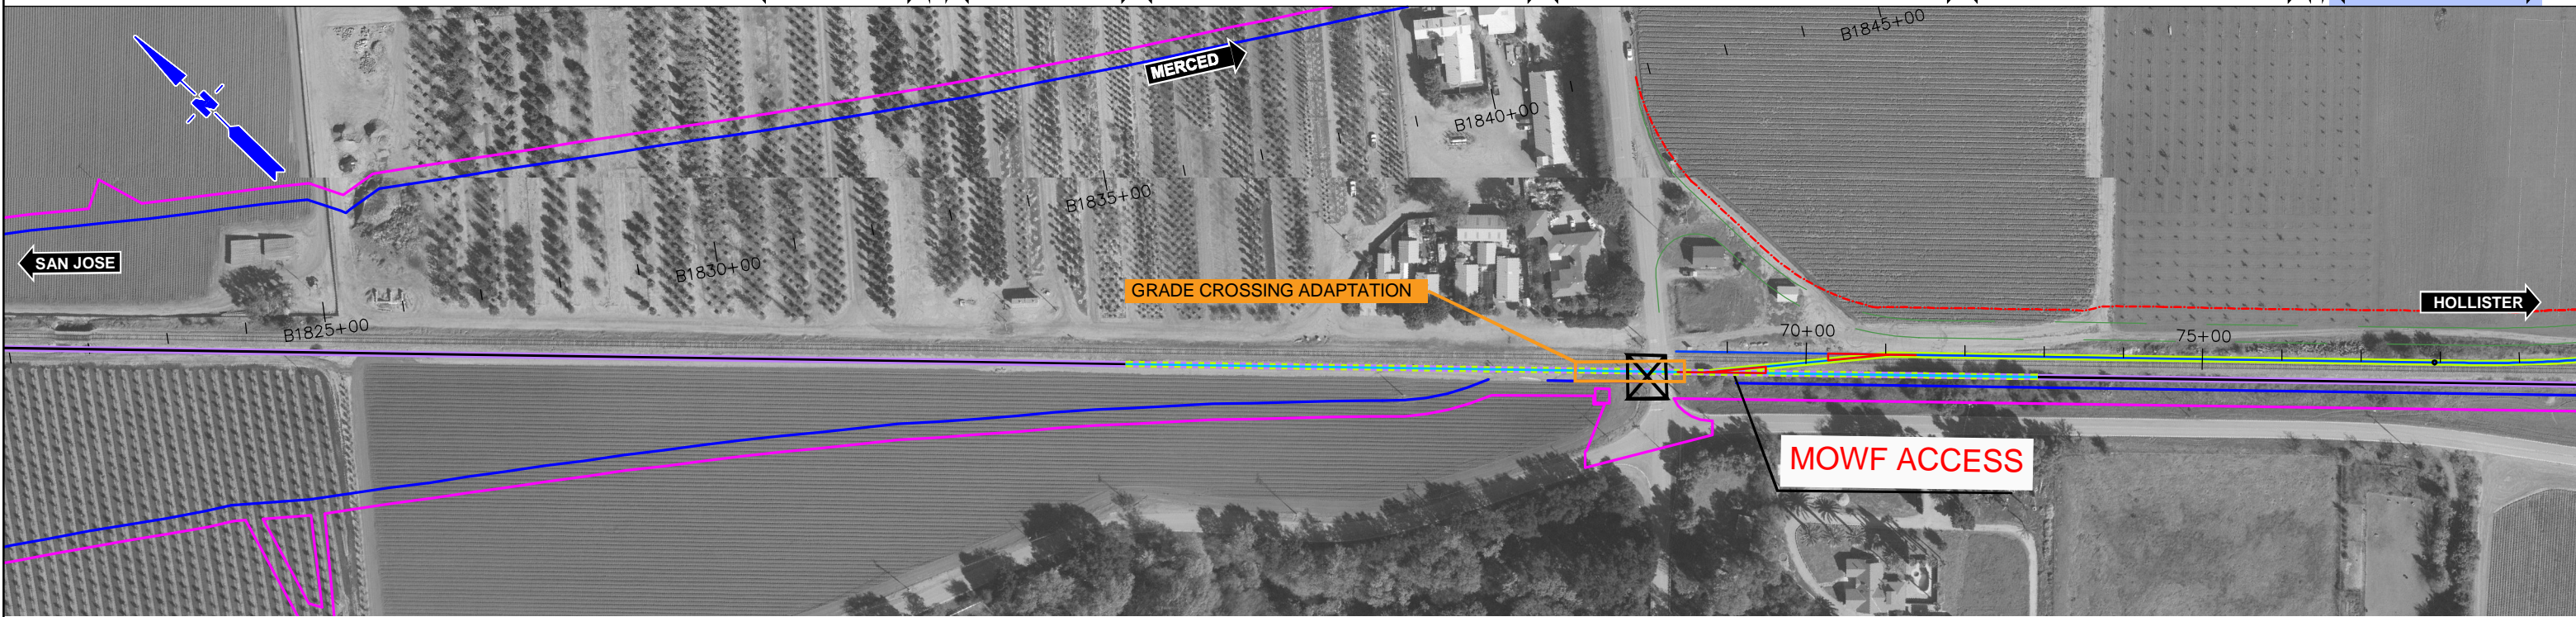 B1845+00
MERCED
B1840+00
N
B1835+00
SAN JOSE
B1830+00
GRADE CROSSING ADAPTATION
HOLLISTER
B1825+00
70+00
75+00
MOWF ACCESS